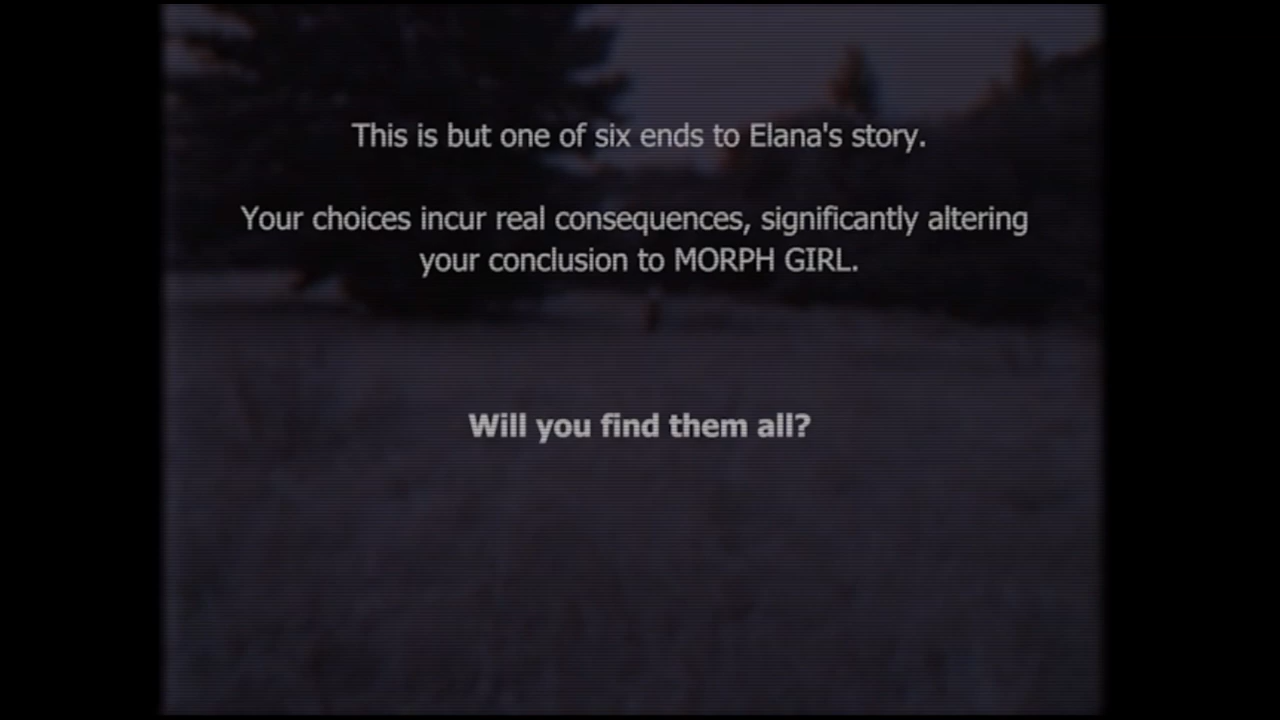 This is but one of six ends to Elana's story.
Your choices incur real consequences, significantly altering
your conclusion to MORPH GIRL.
Will you find them all?